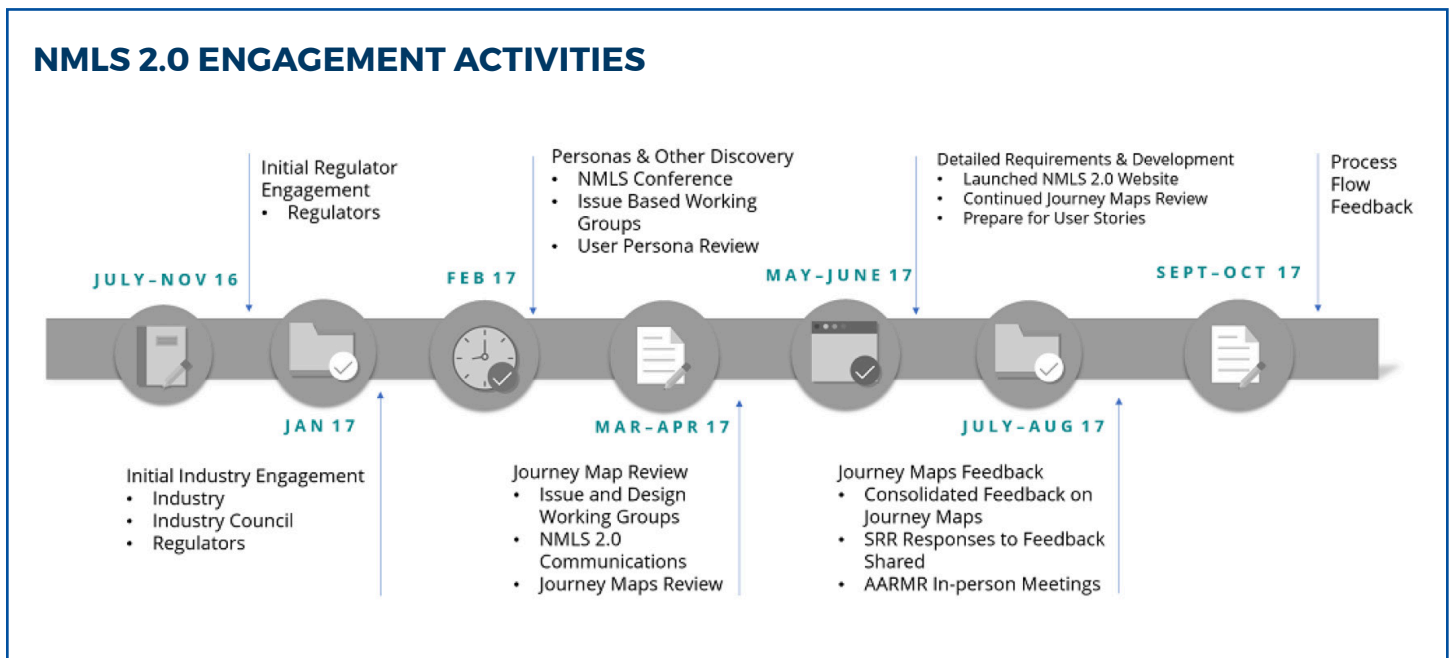 NMLS 2.0 ENGAGEMENT ACTIVITIES
JULY–NOV 16
Initial Regulator
Engagement
• Regulators
JAN 17
Initial Industry Engagement
• Industry
• Industry Council
• Regulators
FEB 17
Personas & Other Discovery
• NMLS Conference
• Issue Based Working
Groups
• User Persona Review
MAR–APR 17
Journey Map Review
• Issue and Design
Working Groups
• NMLS 2.0
Communications
• Journey Maps Review
MAY–JUNE 17
Detailed Requirements & Development
• Launched NMLS 2.0 Website
• Continued Journey Maps Review
• Prepare for User Stories
JULY–AUG 17
Journey Maps Feedback
• Consolidated Feedback on
Journey Maps
• SRR Responses to Feedback
Shared
• AARMR In-person Meetings
SEPT–OCT 17
Process
Flow
Feedback